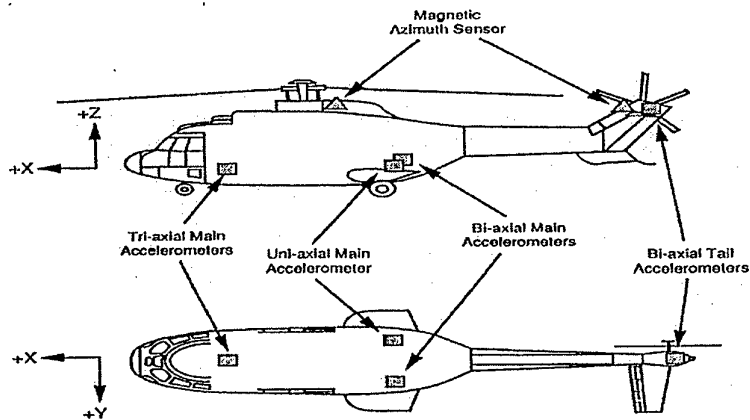 Magnetic
Azimuth Sensor
+Z
+X
Tri-axial Main
Accelerometers
Uni-axial Main
Accelerometer
Bi-axial Main
Accelerometers
Bi-axial Tail
Accelerometers
+X
+Y